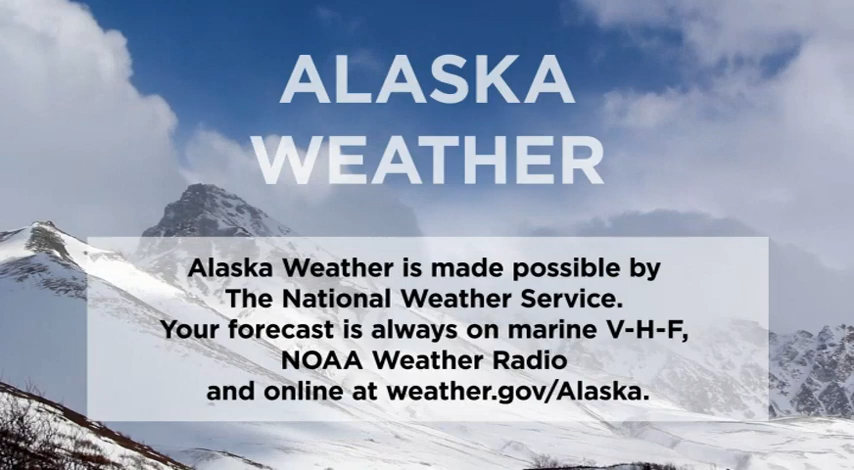 ALASKA
WEATHER
Alaska Weather is made possible by
The National Weather Service.
Your forecast is always on marine V-H-F,
NOAA Weather Radio
and online at weather.gov/Alaska.